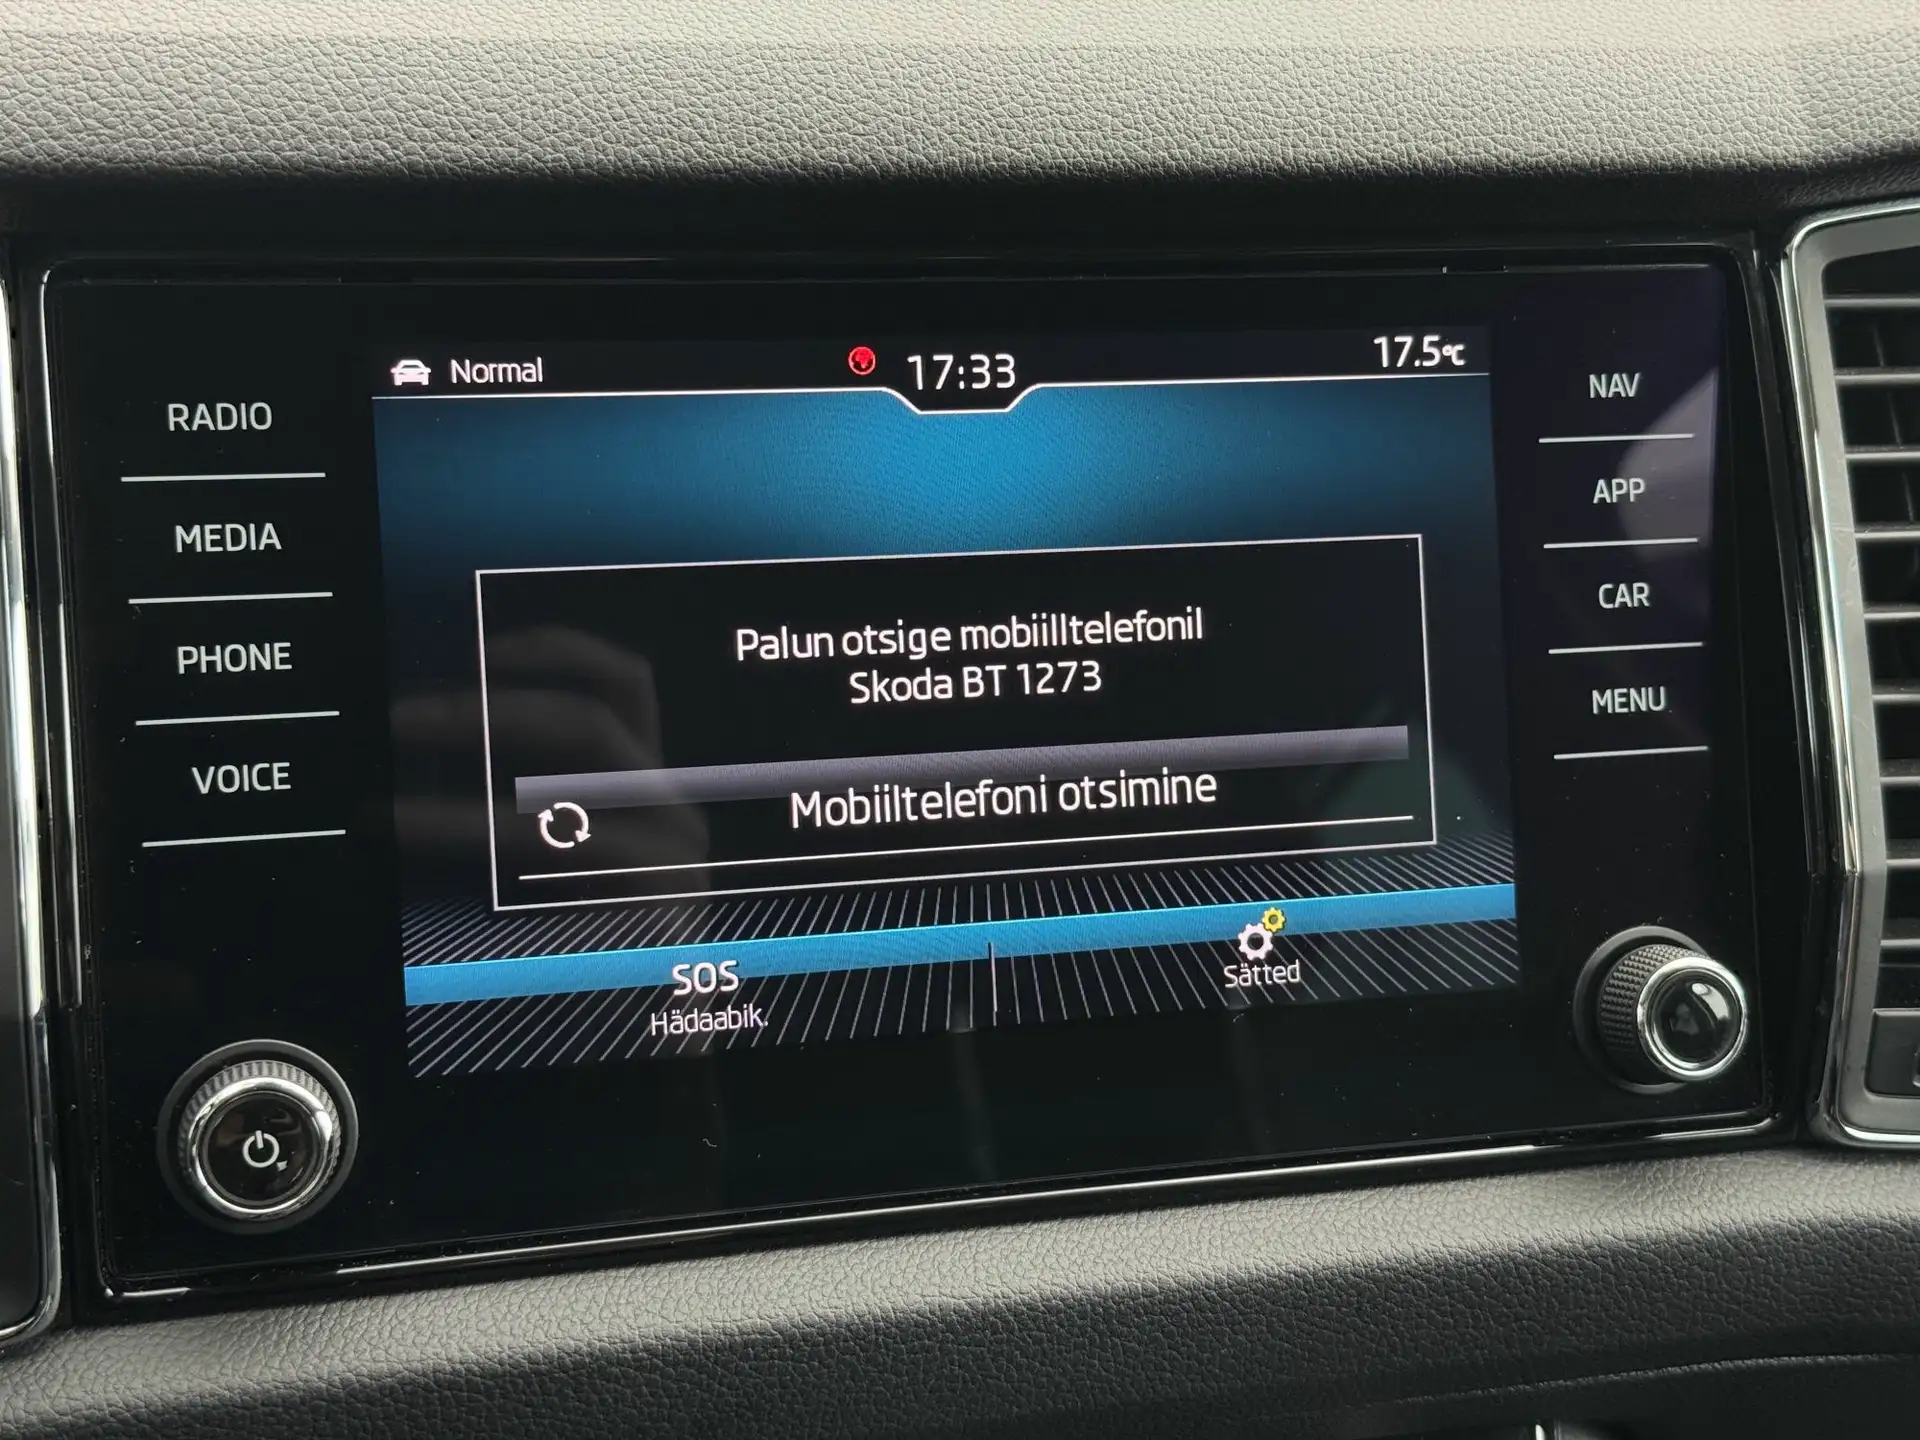 Normal
17:33
17.5°C
RADIO
MEDIA
PHONE
VOICE
Palun otsige mobiilltelefonil
Skoda BT 1273
Mobiiltelefoni otsimine
SOS
Hädaabik.
Sätted
NAV
APP
CAR
MENU